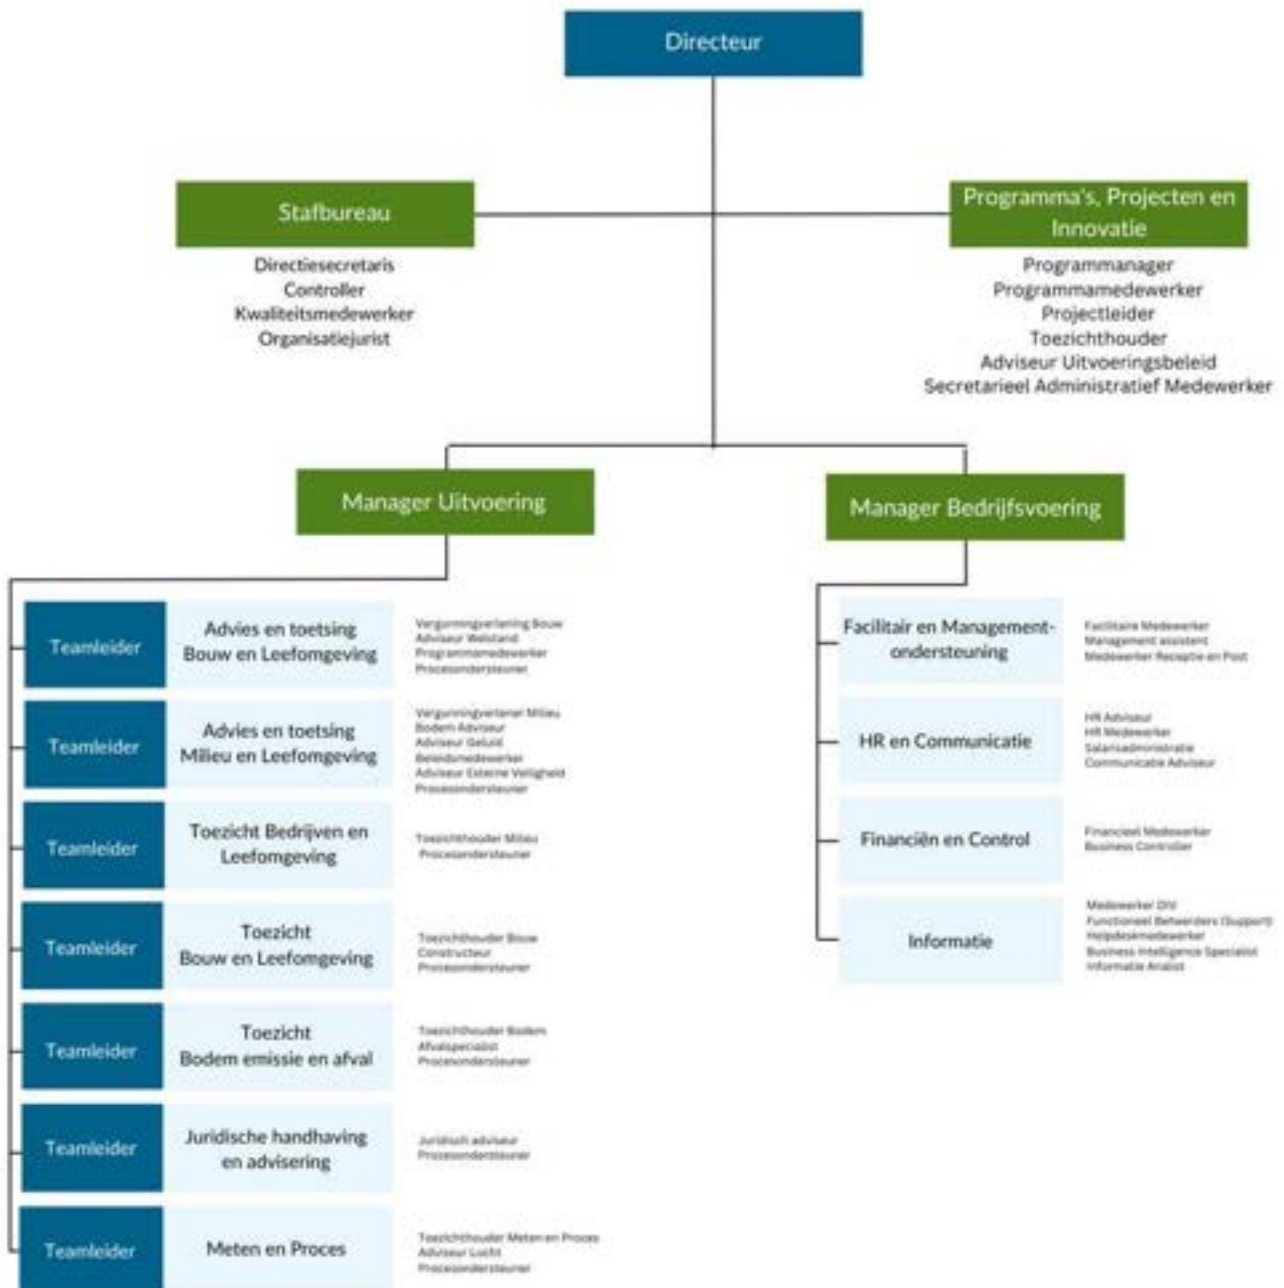 Directeur
Stafbureau
Directiesecretaris
Controller
Kwaliteitsmedewerker
Organisatiejurist
Programma's, Projecten en
Innovatie
Programmanager
Programmamedewerker
Projectleider
Toezichthouder
Adviseur Uitvoeringsbeleid
Secretarieel Administratief Medewerker
Manager Uitvoering
Manager Bedrijfsvoering
Teamleider
Advies en toetsing
Bouw en Leefomgeving
Vergunningverlening Bouw
Adviseur Welstand
Programmamedewerker
Procesondersteuner
Teamleider
Advies en toetsing
Milieu en Leefomgeving
Vergunningverlener Milieu
Bodem Adviseur
Adviseur Geluid
Beleidsmedewerker
Adviseur Externe Veiligheid
Procesondersteuner
Teamleider
Toezicht Bedrijven en
Leefomgeving
Toezichthouder Milieu
Procesondersteuner
Teamleider
Toezicht
Bouw en Leefomgeving
Toezichthouder Bouw
Constructeur
Procesondersteuner
Teamleider
Toezicht
Bodem emissie en afval
Toezichthouder Bodem
Afvalspecialist
Procesondersteuner
Teamleider
Juridische handhaving
en advisering
Juridisch adviseur
Procesondersteuner
Teamleider
Meten en Proces
Toezichthouder Meten en Proces
Adviseur Lucht
Procesondersteuner
Facilitair en Management-
ondersteuning
Facilitaire Medewerker
Management assistent
Medewerker Receptie en Post
HR en Communicatie
HR Adviseur
HR Medewerker
Salarisadministratie
Communicatie Adviseur
Financiën en Control
Financieel Medewerker
Business Controller
Informatie
Medewerker DIV
Functioneel Beheerders (Support)
Helpdeskmedewerker
Business Intelligence Specialist
Informatie Analist